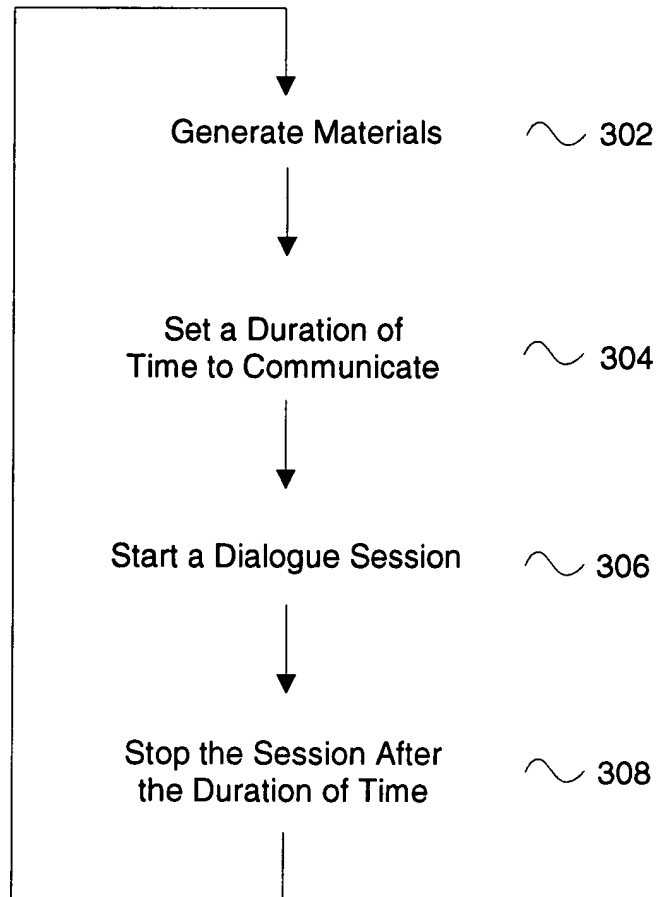 Generate Materials 302
Set a Duration of
Time to Communicate 304
Start a Dialogue Session 306
Stop the Session After
the Duration of Time 308